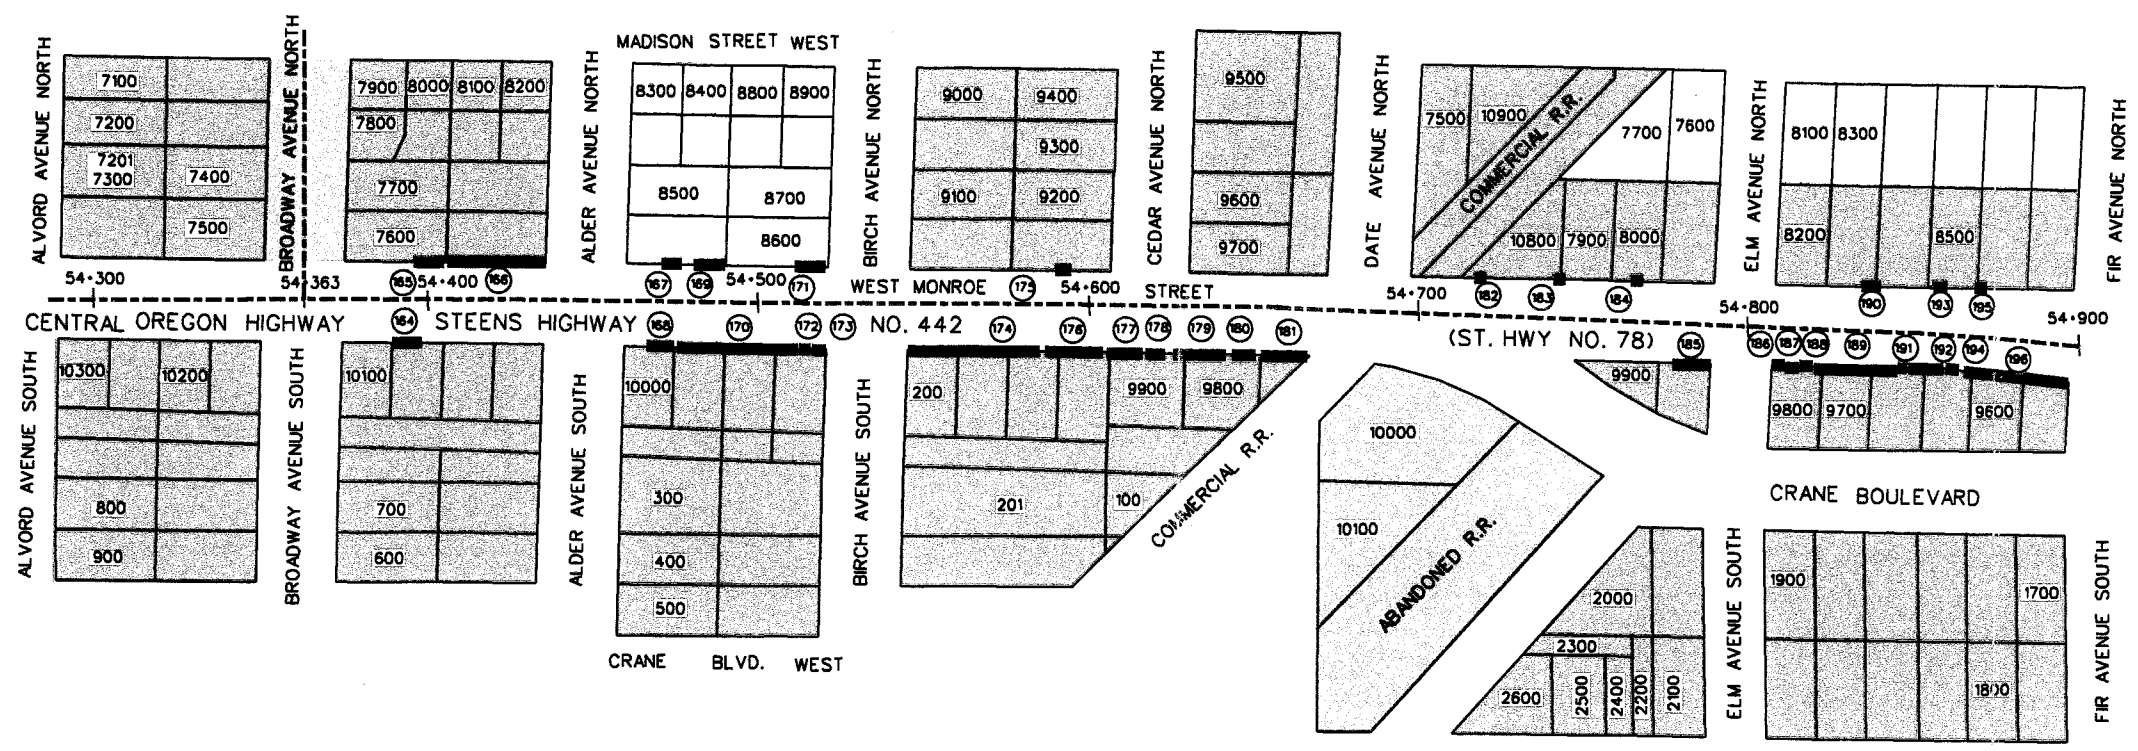 MADISON STREET WEST
ALVORD AVENUE NORTH
BROADWAY AVENUE NORTH
ALDER AVENUE NORTH
BIRCH AVENUE NORTH
CEDAR AVENUE NORTH
DATE AVENUE NORTH
ELM AVENUE NORTH
FIR AVENUE NORTH
7100
7200
7201
7300
7400
7500
7900 8000 8100 8200
7800
7700
7600
8300 8400 8800 8900
8500 8700
8600
9000 9400
9300
9100 9200
9500
9600
9700
7500 10900
COMMERCIAL R.R.
7700 7600
10800 7900 8000
8100 8300
8200 8500
54+300
54+363
165
54+400
166
167
169
54+500
171
WEST MONROE
175
54+600
STREET
54+700
182
183
184
54+800
190
193
195
54+900
CENTRAL OREGON HIGHWAY
164
STEENS HIGHWAY
168
170
172
173
NO. 442
174
176
177
178
179
180
181
(ST. HWY NO. 78)
185
186
187
188
189
191
192
194
196
ALVORD AVENUE SOUTH
BROADWAY AVENUE SOUTH
ALDER AVENUE SOUTH
BIRCH AVENUE SOUTH
10300 10200
800
900
10100
700
600
10000
300
400
500
200
9900 9800
201
100
COMMERCIAL R.R.
10000
10100
ABANDONED R.R.
9900
9800 9700 9600
CRANE BOULEVARD
2000
2300
2600
2500
2400
2200
2100
ELM AVENUE SOUTH
1900
1700
1800
FIR AVENUE SOUTH
CRANE BLVD. WEST